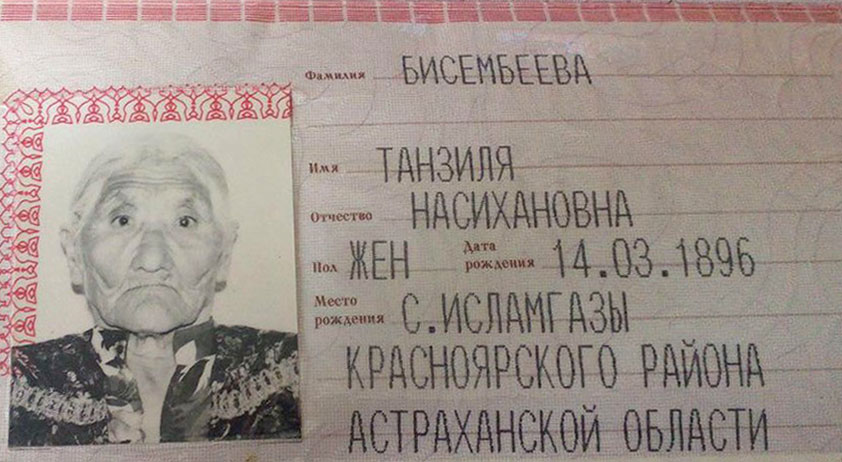 Фамилия БИСЕМБЕЕВА
Имя ТАНЗИЛЯ
Отчество НАСИХАНОВНА
Пол ЖЕН Дата рождения 14.03.1896
Место рождения С.ИСЛАМГАЗЫ
КРАСНОЯРСКОГО РАЙОНА
АСТРАХАНСКОЙ ОБЛАСТИ